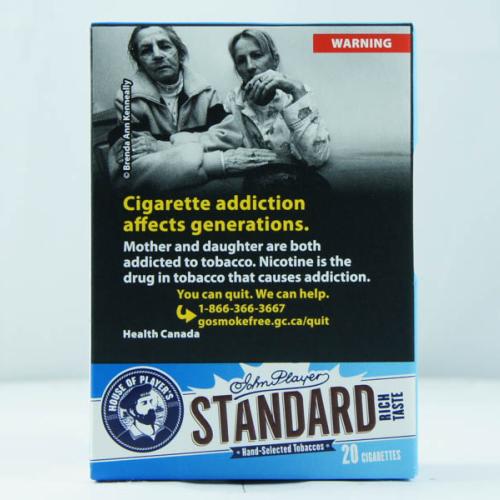 WARNING
© Brenda Ann Kenneally
Cigarette addiction
affects generations.
Mother and daughter are both
addicted to tobacco. Nicotine is the
drug in tobacco that causes addiction.
You can quit. We can help.
1-866-366-3667
gosmokefree.gc.ca/quit
Health Canada
HOUSE OF PLAYER'S
John Player
STANDARD
RICH
TASTE
Hand-Selected Tobaccos
20 CIGARETTES